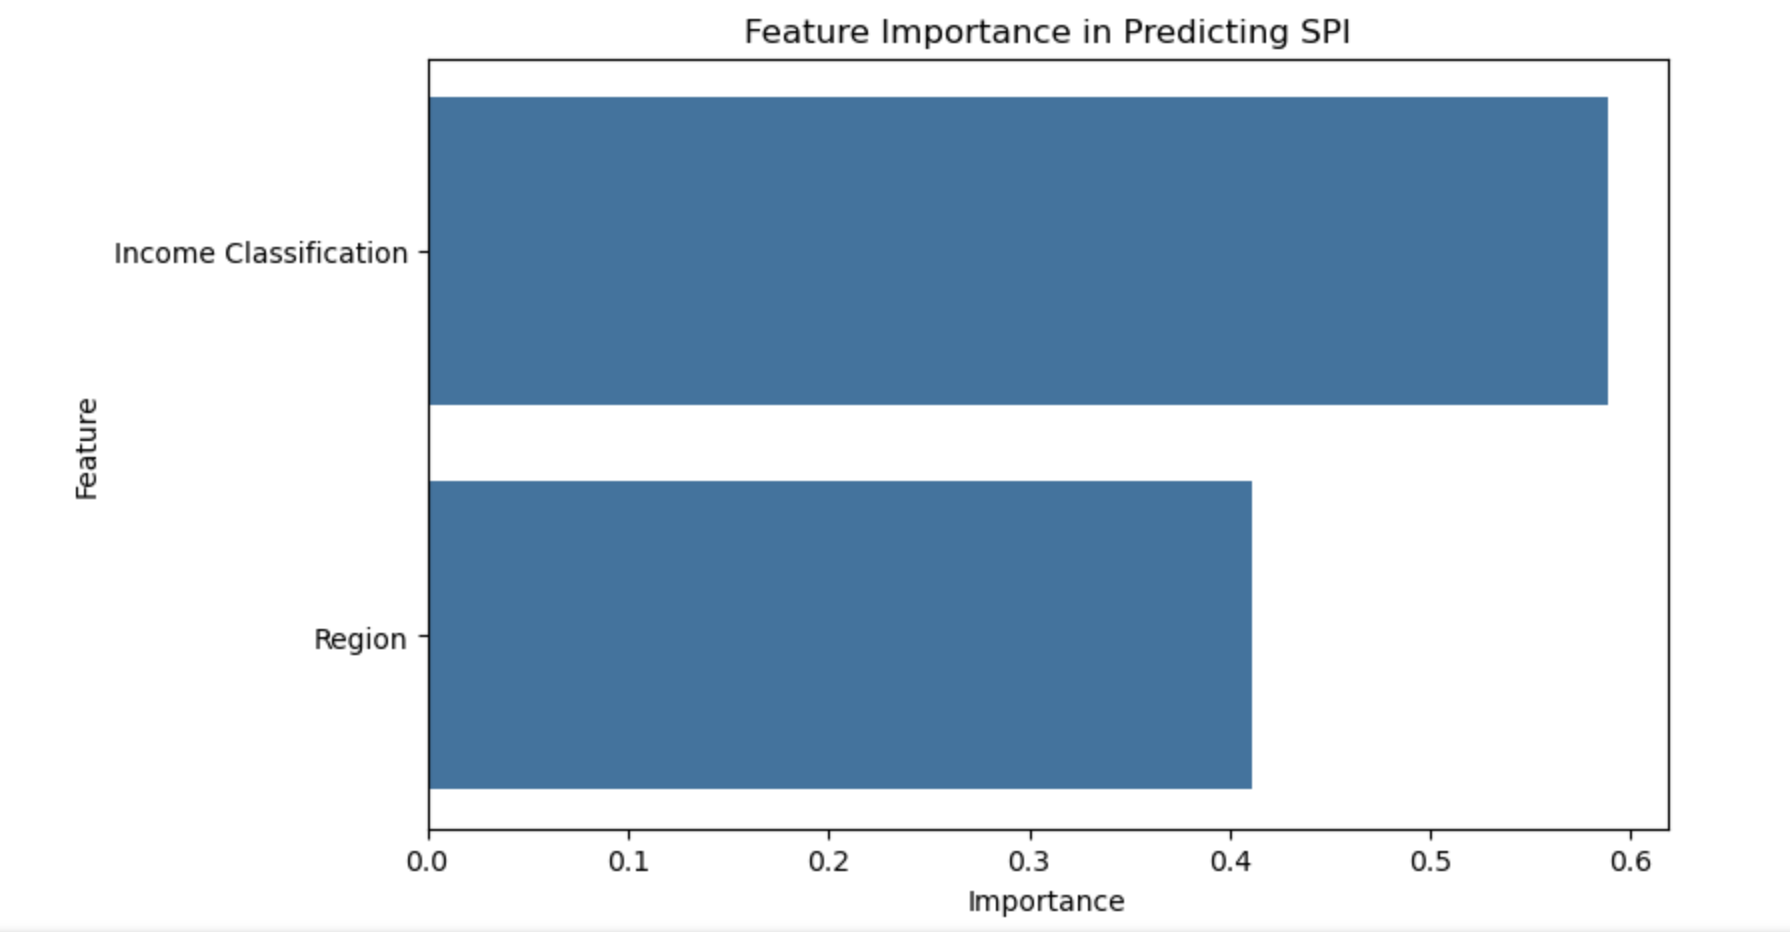 Feature Importance in Predicting SPI
Income Classification
Feature
Region
0.0 0.1 0.2 0.3 0.4 0.5 0.6
Importance